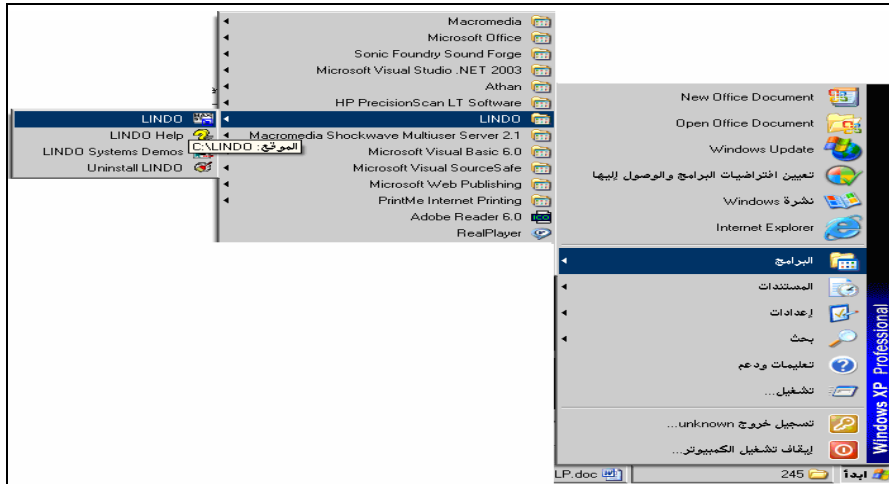 New Office Document
Open Office Document
Windows Update
تعيين افتراضيات البرامج والوصول إليها
نشرة Windows
Internet Explorer
البرامج
المستندات
إعدادات
بحث
تعليمات ودعم
تشغيل...
تسجيل خروج unknown...
إيقاف تشغيل الكمبيوتر...
Windows XP Professional
ابدأ
245
LP.doc
Macromedia
Microsoft Office
Sonic Foundry Sound Forge
Microsoft Visual Studio .NET 2003
Athan
HP PrecisionScan LT Software
LINDO
Macromedia Shockwave Multiuser Server 2.1
Microsoft Visual Basic 6.0
Microsoft Visual SourceSafe
Microsoft Web Publishing
PrintMe Internet Printing
Adobe Reader 6.0
RealPlayer
LINDO
LINDO Help
LINDO Systems Demos
Uninstall LINDO
الموقع: C:\LINDO